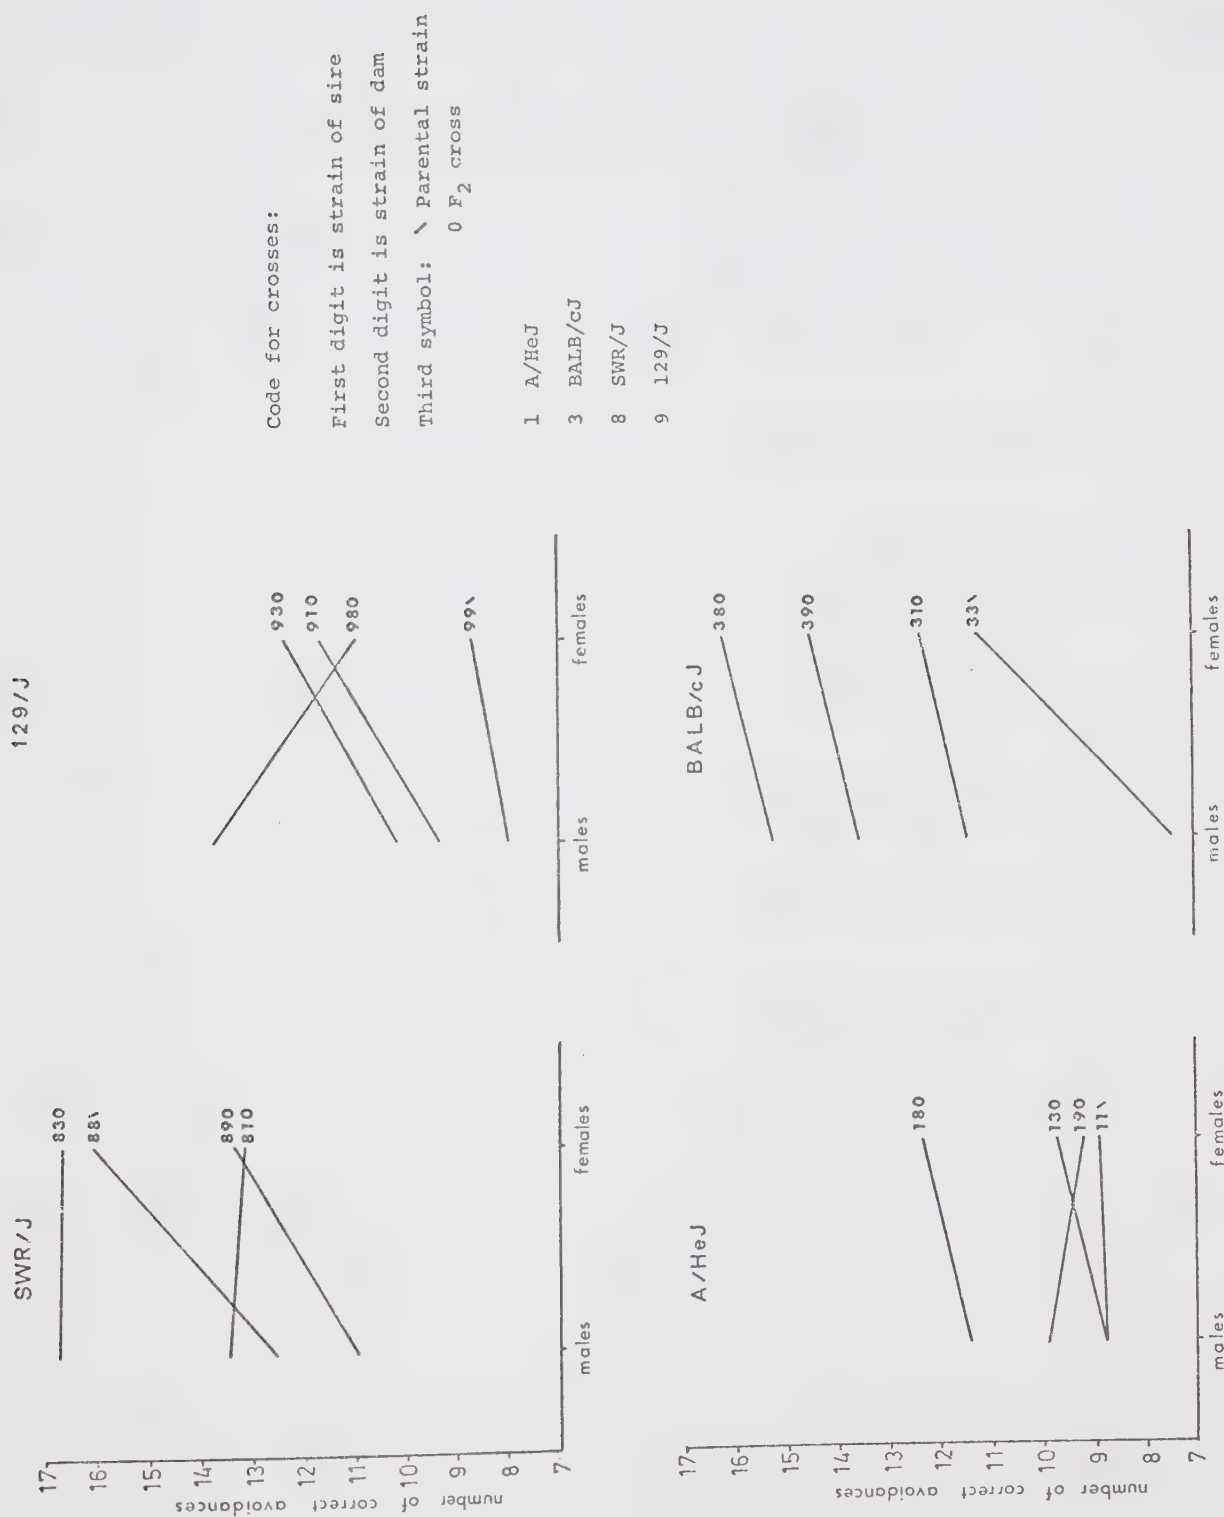 SWR/J
17
16
15
14
13
12
11
10
9
8
7
number of correct avoidances
830
88\
890
810
males
females
129/J
930
910
980
99\
males
females
Code for crosses:
First digit is strain of sire
Second digit is strain of dam
Third symbol: \ Parental strain
0 F₂ cross
1 A/HeJ
3 BALB/cJ
8 SWR/J
9 129/J
A/HeJ
17
16
15
14
13
12
11
10
9
8
7
number of correct avoidances
180
130
190
11\
males
females
BALB/cJ
380
390
310
33\
males
females